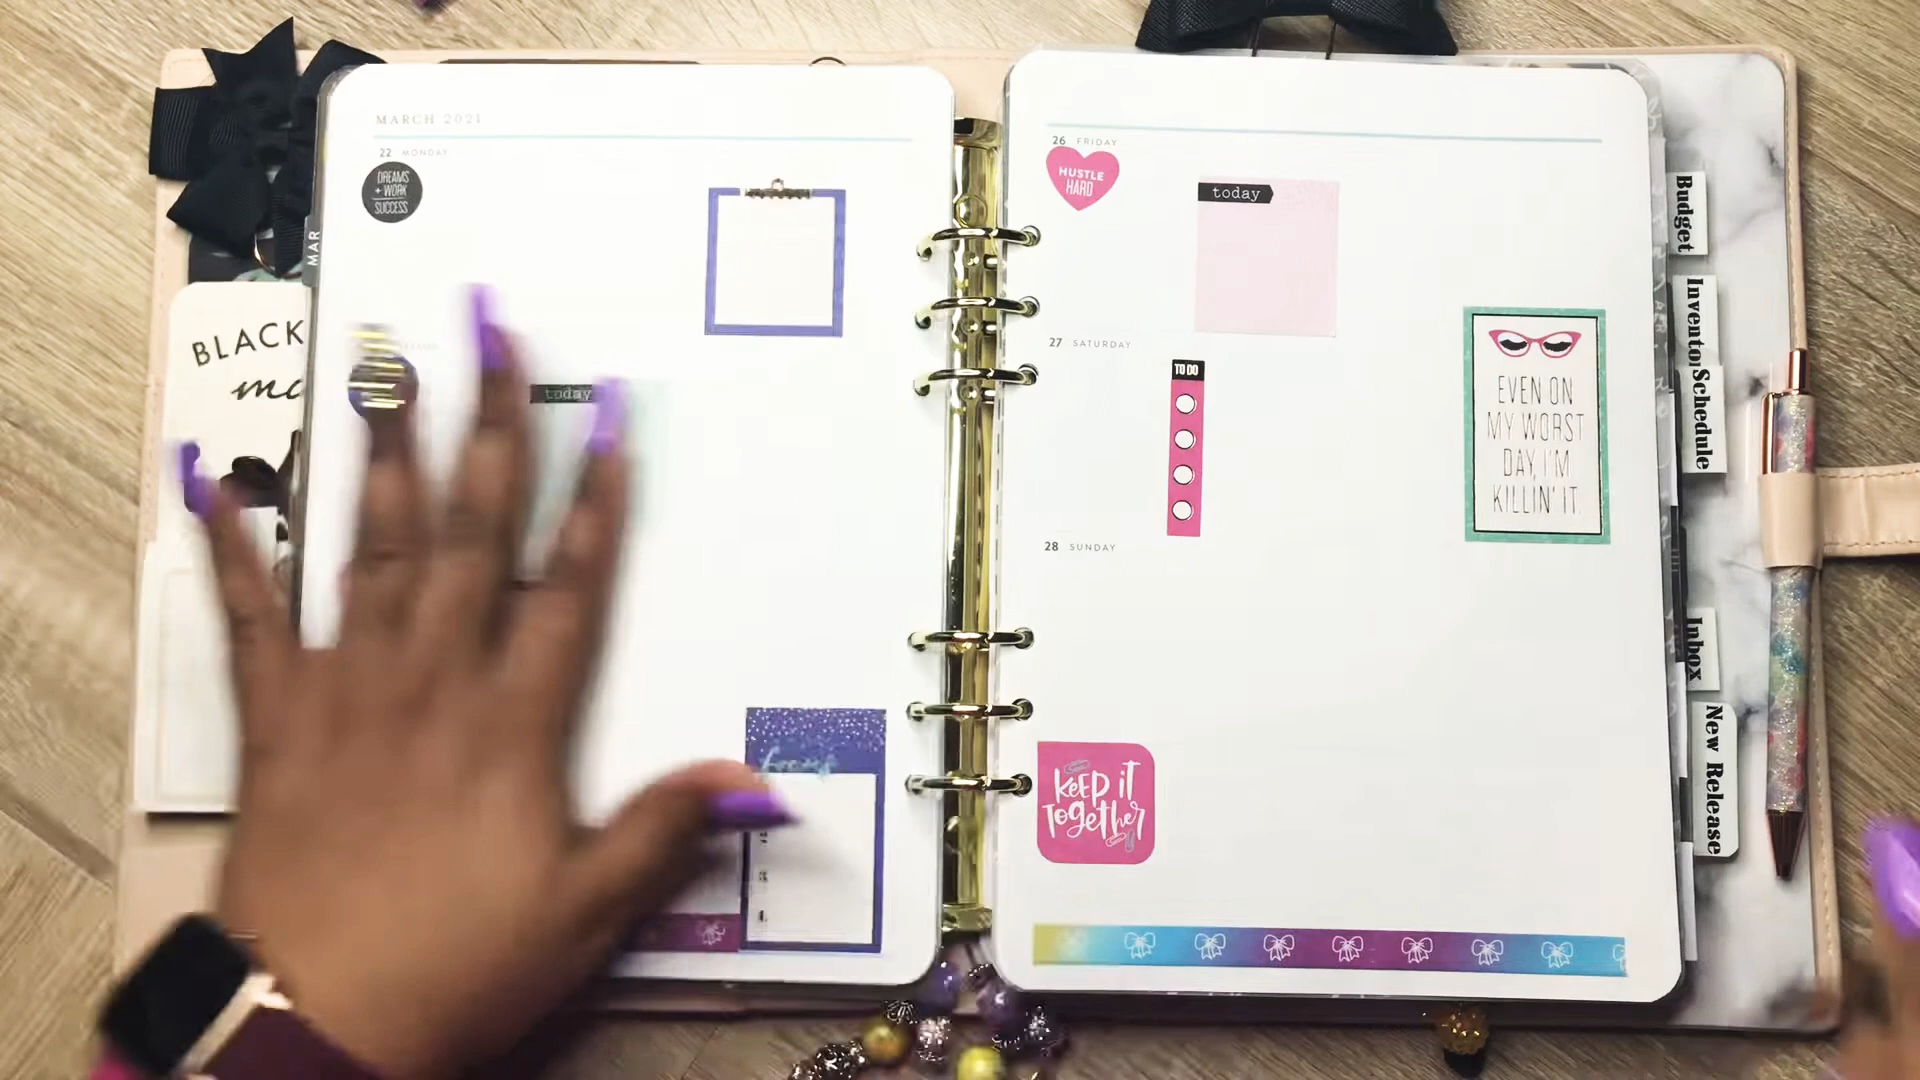 MARCH 2021
22 MONDAY
DREAMS
+ WORK
SUCCESS
MAR
BLACK
today
26 FRIDAY
HUSTLE
HARD
today
27 SATURDAY
TO DO
EVEN ON
MY WORST
DAY, I'M
KILLIN' IT.
28 SUNDAY
KEEP iT
TogetHer
Budget
Schedule
Inbox
New Release